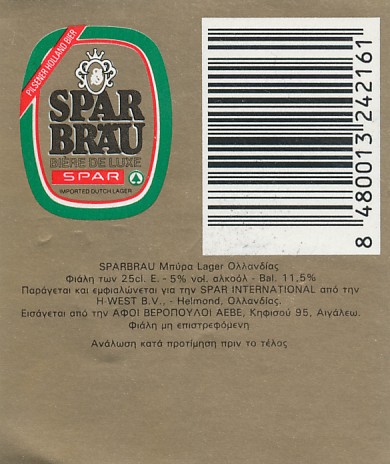 PILSENER HOLLAND BIER
SPAR
BRÄU
BIÈRE DE LUXE
SPAR
IMPORTED DUTCH LAGER
8 480013 242161
SPARBRAU Μπύρα Lager Ολλανδίας
Φιάλη των 25cl. Ε. - 5% vol. αλκοόλ - Bal. 11,5%
Παράγεται και εμφιαλώνεται για την SPAR INTERNATIONAL από την
H WEST B.V., - Helmond, Ολλανδίας.
Εισάγεται από την ΑΦΟΙ ΒΕΡΟΠΟΥΛΟΙ ΑΕΒΕ, Κηφισού 95, Αιγάλεω.
Φιάλη μη επιστρεφόμενη
Ανάλωση κατά προτίμηση πριν το τέλος